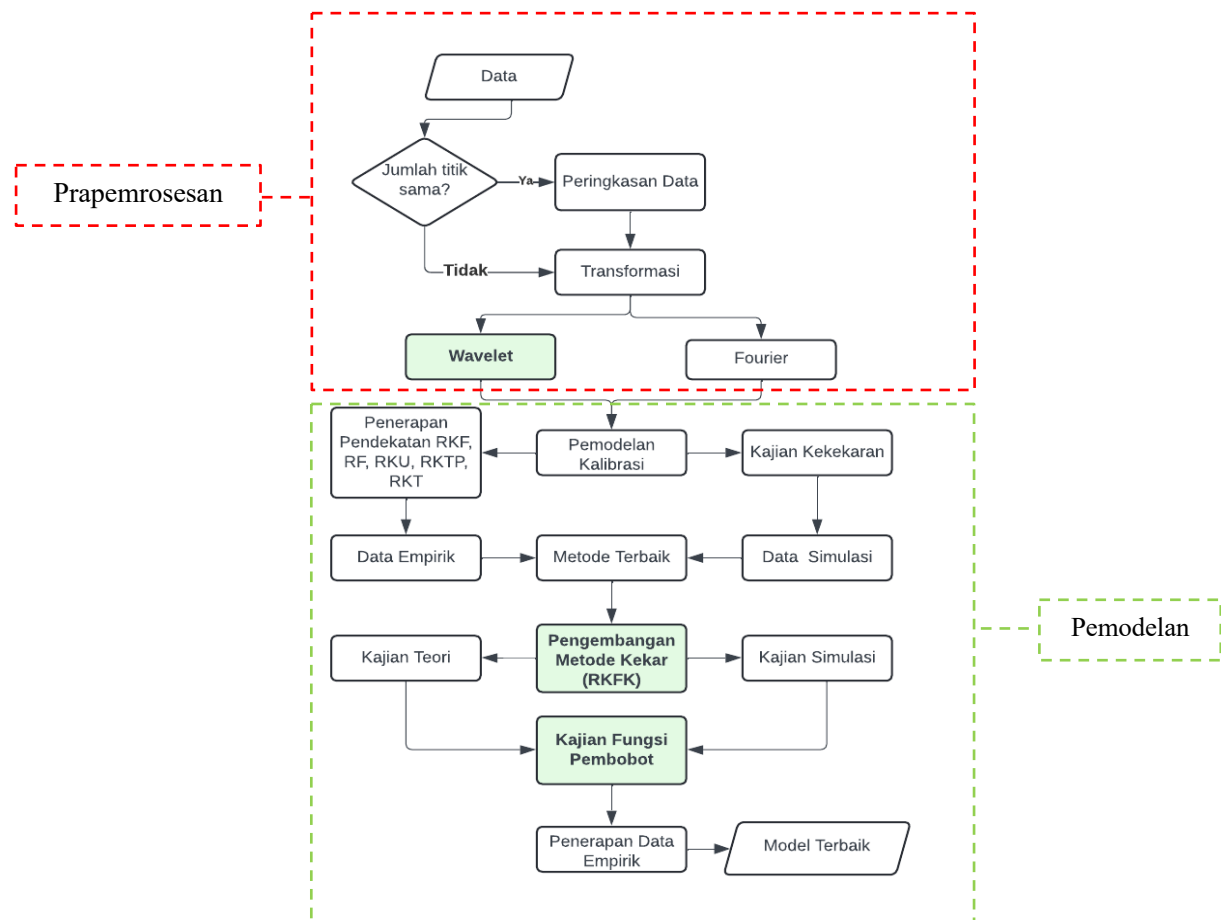 Data
Jumlah titik
sama?
Ya
Peringkasan Data
Prapemrosesan
Tidak
Transformasi
Wavelet
Fourier
Penerapan
Pendekatan RKF,
RF, RKU, RKTP,
RKT
Pemodelan
Kalibrasi
Kajian Kekekaran
Data Empirik
Metode Terbaik
Data Simulasi
Kajian Teori
Pengembangan
Metode Kekar
(RKFK)
Kajian Simulasi
Pemodelan
Kajian Fungsi
Pembobot
Penerapan Data
Empirik
Model Terbaik